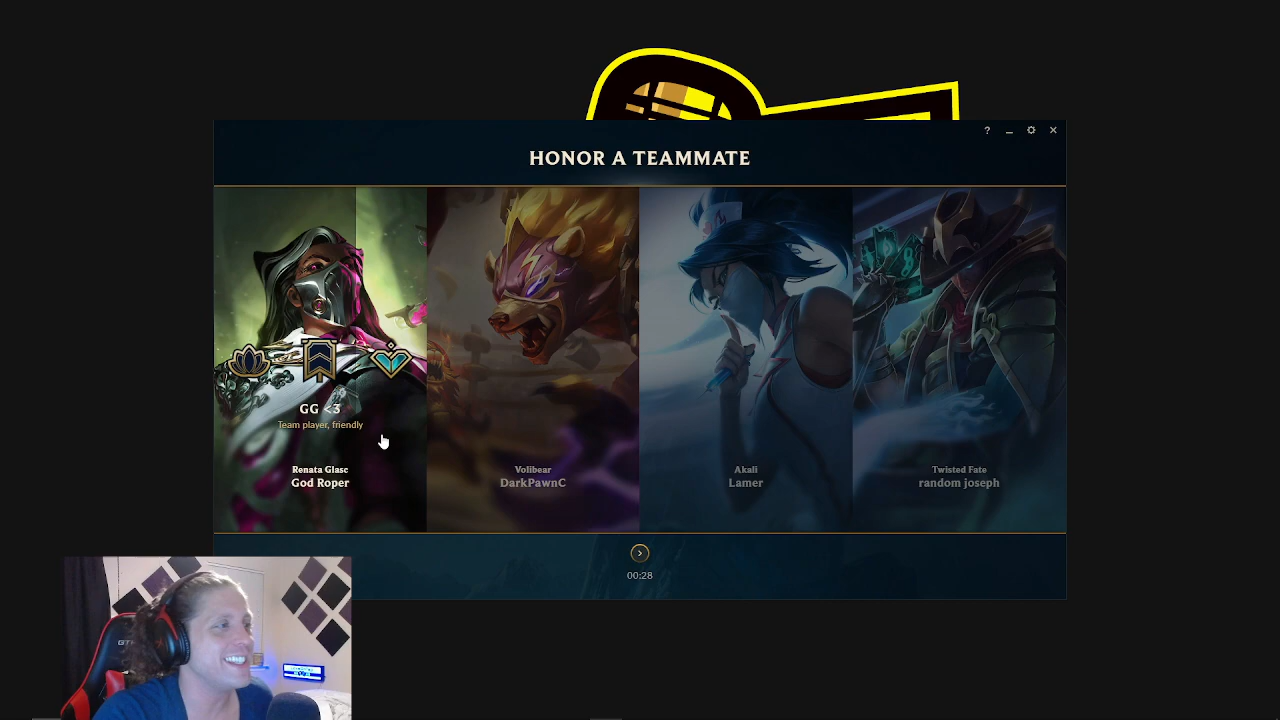 ?
HONOR A TEAMMATE
GG <3
Team player, friendly
Renata Glasc
God Roper
Volibear
DarkPawnC
Akali
Lamer
Twisted Fate
random joseph
00:28
GT